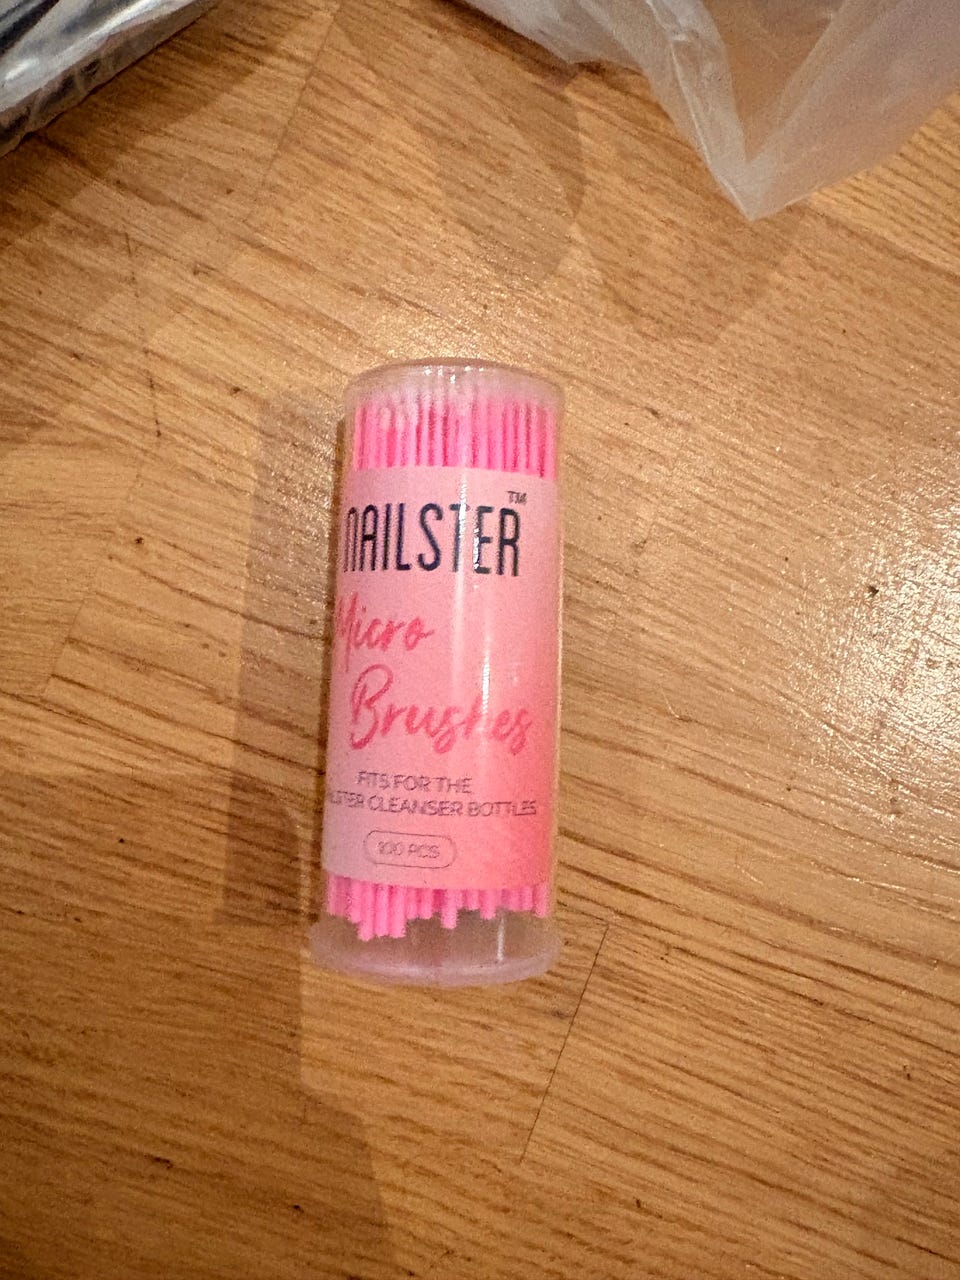 NAILSTER™
Micro
Brushes
FITS FOR THE
CLEANSER BOTTLES
100 PCS